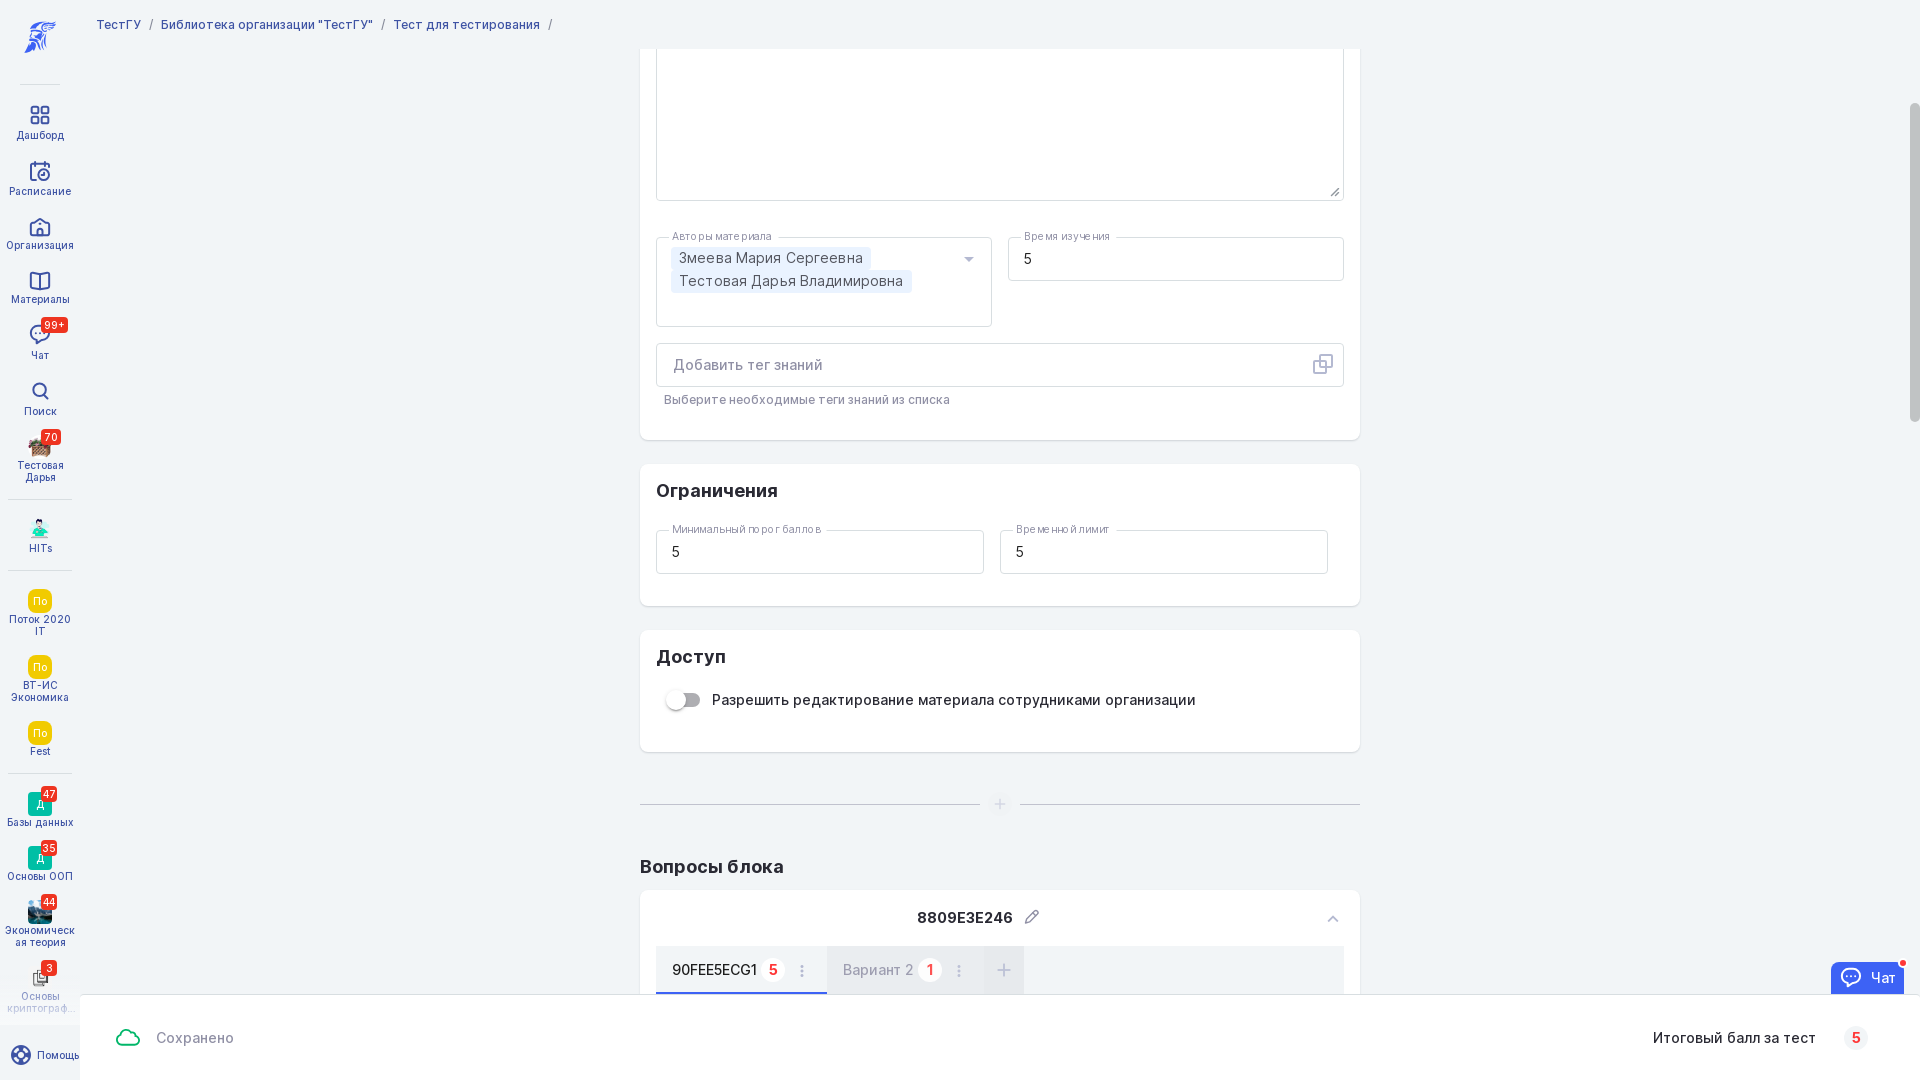 ТестГУ / Библиотека организации "ТестГУ" / Тест для тестирования /
Дашборд
Расписание
Организация
Материалы
99+
Чат
Поиск
70
Тестовая
Дарья
HITs
По
Поток 2020
IT
По
ВТ-ИС
Экономика
По
Fest
47
Д
Базы данных
35
Д
Основы ООП
44
Экономическ
ая теория
3
Основы
криптограф...
Помощь
Авторы материала
Змеева Мария Сергеевна
Тестовая Дарья Владимировна
Время изучения
5
Добавить тег знаний
Выберите необходимые теги знаний из списка
Ограничения
Минимальный порог баллов
5
Временной лимит
5
Доступ
Разрешить редактирование материала сотрудниками организации
Вопросы блока
8809E3E246
90FEE5ECG1 5
Вариант 2 1
Чат
Сохранено
Итоговый балл за тест 5